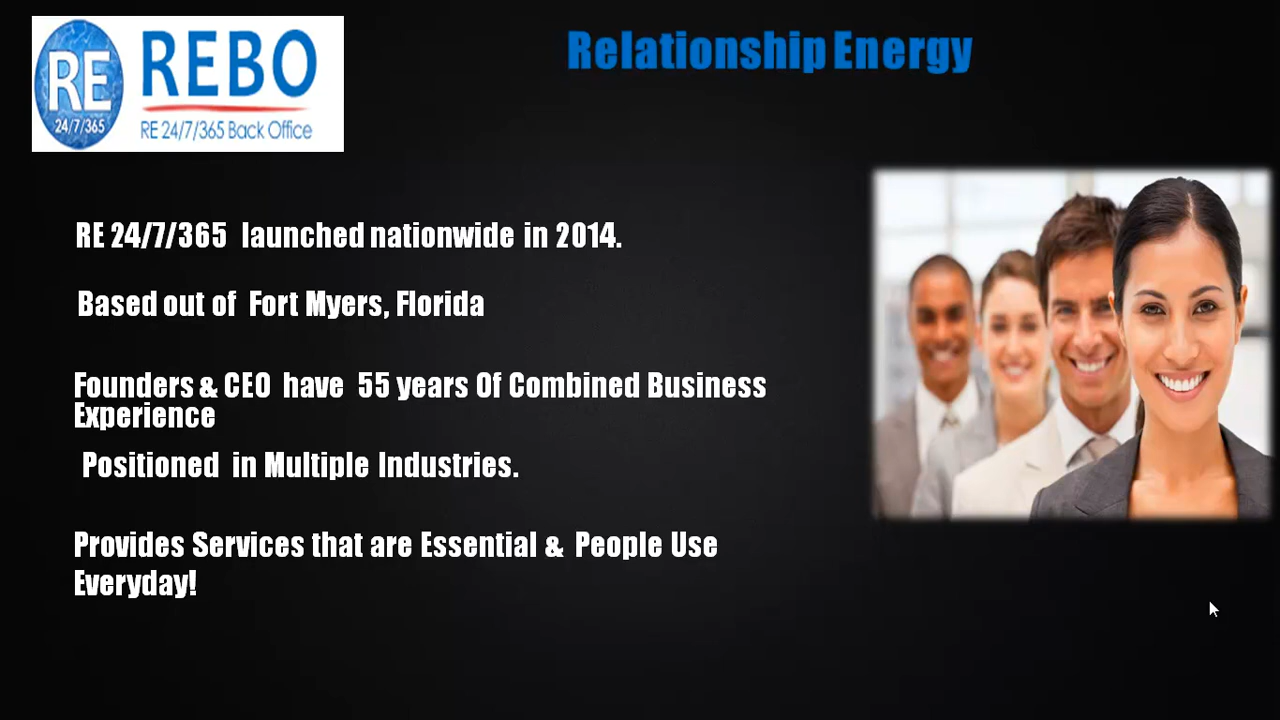 RE
24/7/365
REBO
RE 24/7/365 Back Office
Relationship Energy
RE 24/7/365 launched nationwide in 2014.
Based out of Fort Myers, Florida
Founders & CEO have 55 years Of Combined Business
Experience
Positioned in Multiple Industries.
Provides Services that are Essential & People Use
Everyday!